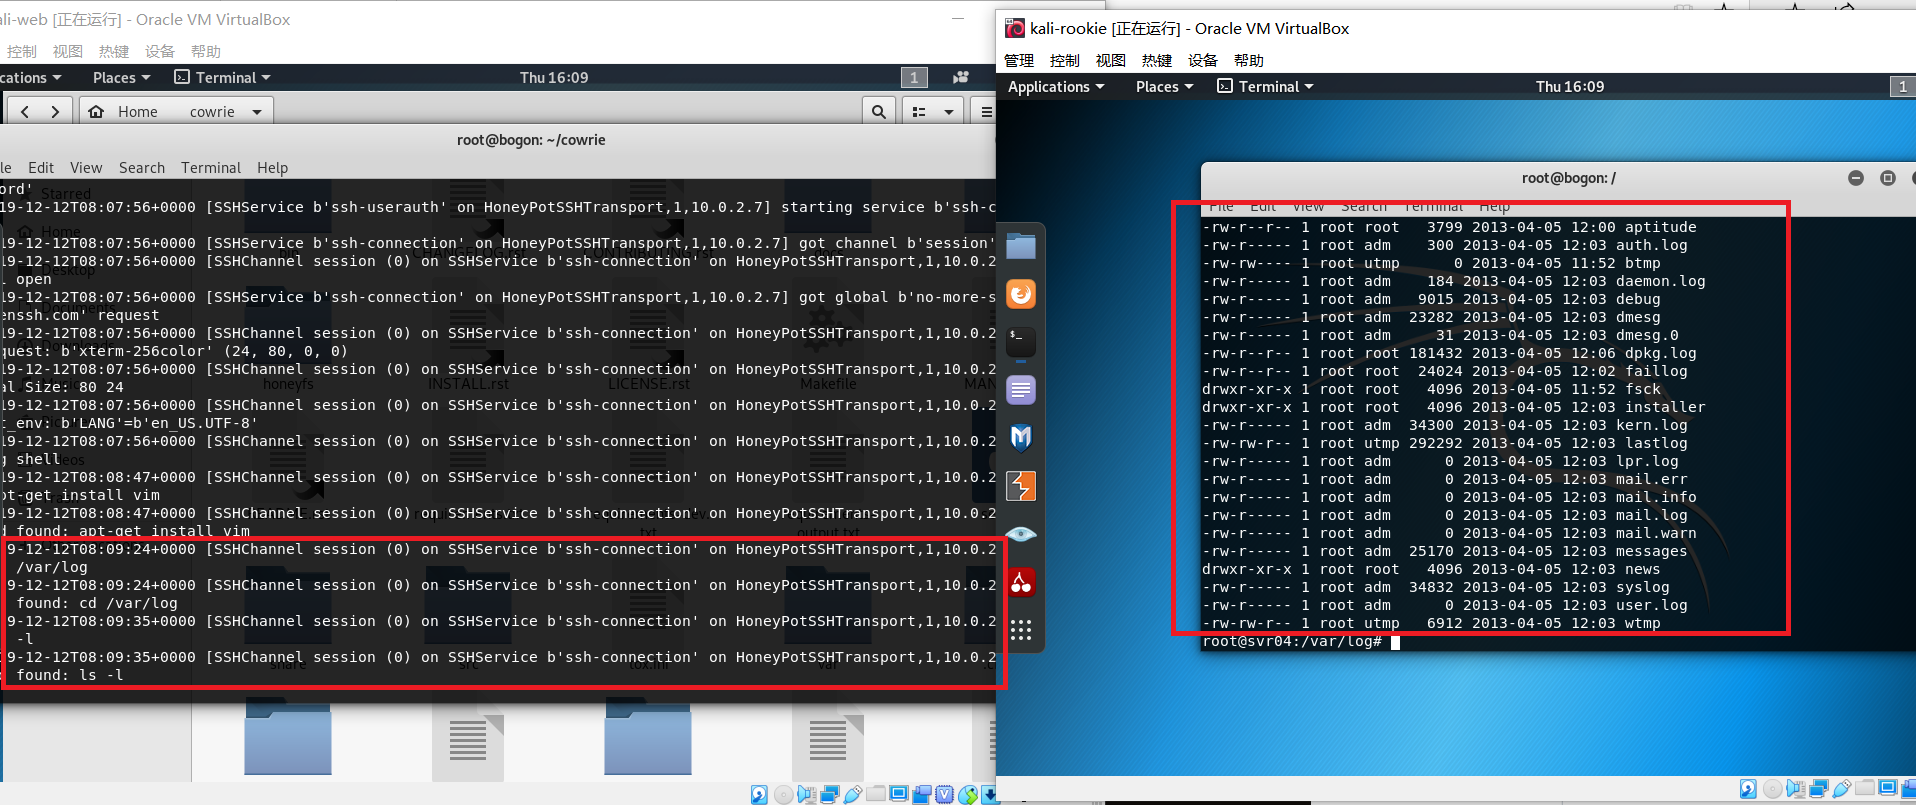 ali-web [正在运行] - Oracle VM VirtualBox
控制 视图 热键 设备 帮助
cations Places Terminal Thu 16:09 1
Home cowrie
root@bogon: ~/cowrie
le Edit View Search Terminal Help
ord'
19-12-12T08:07:56+0000 [SSHService b'ssh-userauth' on HoneyPotSSHTransport,1,10.0.2.7] starting service b'ssh-c
19-12-12T08:07:56+0000 [SSHService b'ssh-connection' on HoneyPotSSHTransport,1,10.0.2.7] got channel b'session'
19-12-12T08:07:56+0000 [SSHChannel session (0) on SSHService b'ssh-connection' on HoneyPotSSHTransport,1,10.0.2
l open
19-12-12T08:07:56+0000 [SSHService b'ssh-connection' on HoneyPotSSHTransport,1,10.0.2.7] got global b'no-more-s
enssh.com' request
19-12-12T08:07:56+0000 [SSHChannel session (0) on SSHService b'ssh-connection' on HoneyPotSSHTransport,1,10.0.2
quest: b'xterm-256color' (24, 80, 0, 0)
19-12-12T08:07:56+0000 [SSHChannel session (0) on SSHService b'ssh-connection' on HoneyPotSSHTransport,1,10.0.2
al Size: 80 24
19-12-12T08:07:56+0000 [SSHChannel session (0) on SSHService b'ssh-connection' on HoneyPotSSHTransport,1,10.0.2
t_env: b'LANG'=b'en_US.UTF-8'
19-12-12T08:07:56+0000 [SSHChannel session (0) on SSHService b'ssh-connection' on HoneyPotSSHTransport,1,10.0.2
g shell
19-12-12T08:08:47+0000 [SSHChannel session (0) on SSHService b'ssh-connection' on HoneyPotSSHTransport,1,10.0.2
pt-get install vim
19-12-12T08:08:47+0000 [SSHChannel session (0) on SSHService b'ssh-connection' on HoneyPotSSHTransport,1,10.0.2
d found: apt-get install vim
9-12-12T08:09:24+0000 [SSHChannel session (0) on SSHService b'ssh-connection' on HoneyPotSSHTransport,1,10.0.2
/var/log
9-12-12T08:09:24+0000 [SSHChannel session (0) on SSHService b'ssh-connection' on HoneyPotSSHTransport,1,10.0.2
found: cd /var/log
9-12-12T08:09:35+0000 [SSHChannel session (0) on SSHService b'ssh-connection' on HoneyPotSSHTransport,1,10.0.2
-l
9-12-12T08:09:35+0000 [SSHChannel session (0) on SSHService b'ssh-connection' on HoneyPotSSHTransport,1,10.0.2
found: ls -l
Starred
Home
Desktop
CHANGELOG.rst
CONTRIBUTING.rst
honeyfs
INSTALL.rst
LICENSE.rst
Makefile
MAN
output.txt
share
src
tox.ini
var
kali-rookie [正在运行] - Oracle VM VirtualBox
管理 控制 视图 热键 设备 帮助
Applications Places Terminal Thu 16:09 1
root@bogon: /
File Edit View Search Terminal Help
-rw-r--r-- 1 root root 3799 2013-04-05 12:00 aptitude
-rw-r----- 1 root adm 300 2013-04-05 12:03 auth.log
-rw-rw---- 1 root utmp 0 2013-04-05 11:52 btmp
-rw-r----- 1 root adm 184 2013-04-05 12:03 daemon.log
-rw-r----- 1 root adm 9015 2013-04-05 12:03 debug
-rw-r----- 1 root adm 23282 2013-04-05 12:03 dmesg
-rw-r----- 1 root adm 31 2013-04-05 12:03 dmesg.0
-rw-r--r-- 1 root root 181432 2013-04-05 12:06 dpkg.log
-rw-r--r-- 1 root root 24024 2013-04-05 12:02 faillog
drwxr-xr-x 1 root root 4096 2013-04-05 11:52 fsck
drwxr-xr-x 1 root root 4096 2013-04-05 12:03 installer
-rw-r----- 1 root adm 34300 2013-04-05 12:03 kern.log
-rw-rw-r-- 1 root utmp 292292 2013-04-05 12:03 lastlog
-rw-r----- 1 root adm 0 2013-04-05 12:03 lpr.log
-rw-r----- 1 root adm 0 2013-04-05 12:03 mail.err
-rw-r----- 1 root adm 0 2013-04-05 12:03 mail.info
-rw-r----- 1 root adm 0 2013-04-05 12:03 mail.log
-rw-r----- 1 root adm 0 2013-04-05 12:03 mail.warn
-rw-r----- 1 root adm 25170 2013-04-05 12:03 messages
drwxr-xr-x 1 root root 4096 2013-04-05 12:03 news
-rw-r----- 1 root adm 34832 2013-04-05 12:03 syslog
-rw-r----- 1 root adm 0 2013-04-05 12:03 user.log
-rw-rw-r-- 1 root utmp 6912 2013-04-05 12:03 wtmp
root@svr04:/var/log#